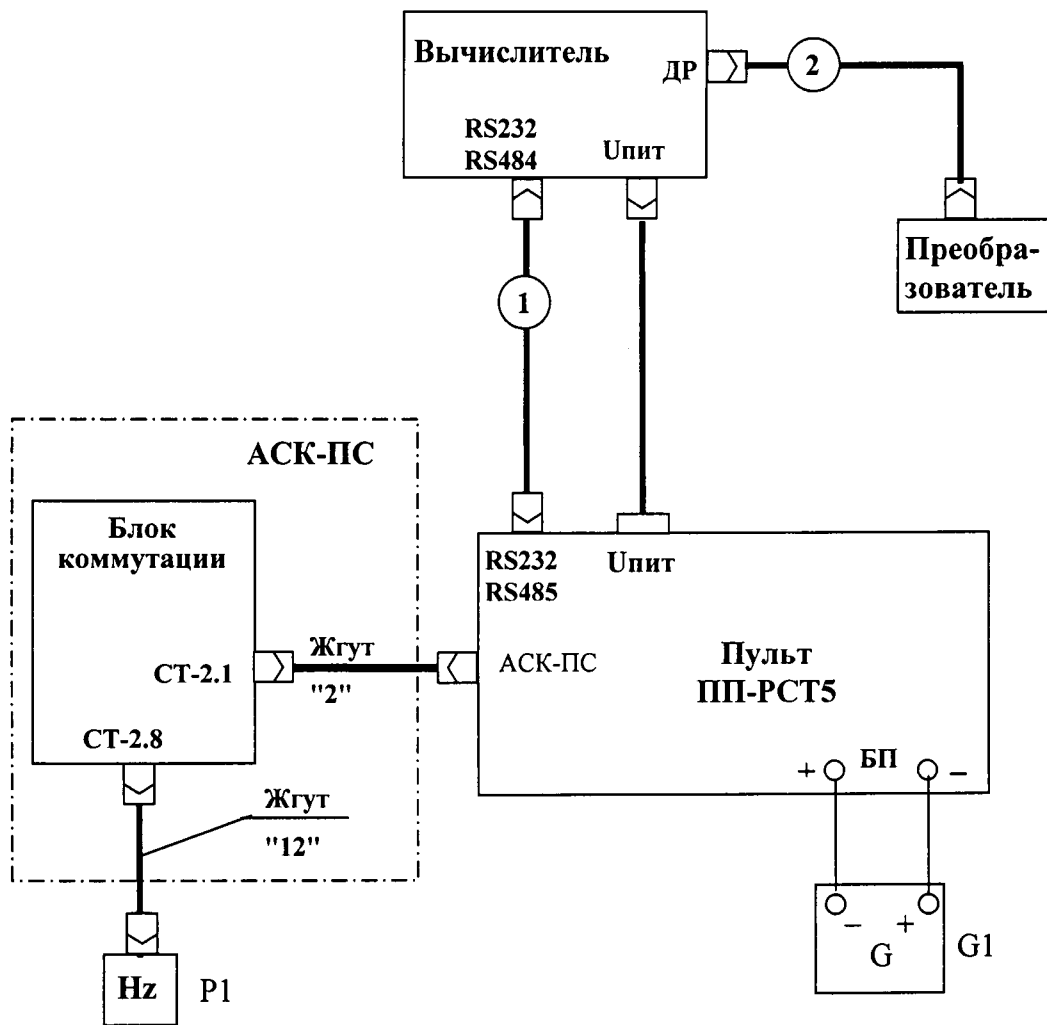 Вычислитель
ДР
RS232
RS484
Uпит
2
Преобра-
зователь
1
АСК-ПС
Блок
коммутации
СТ-2.1
СТ-2.8
Жгут
"2"
Жгут
"12"
Hz
P1
RS232
RS485
Uпит
АСК-ПС
Пульт
ПП-РСТ5
+ БП −
− +
G
G1